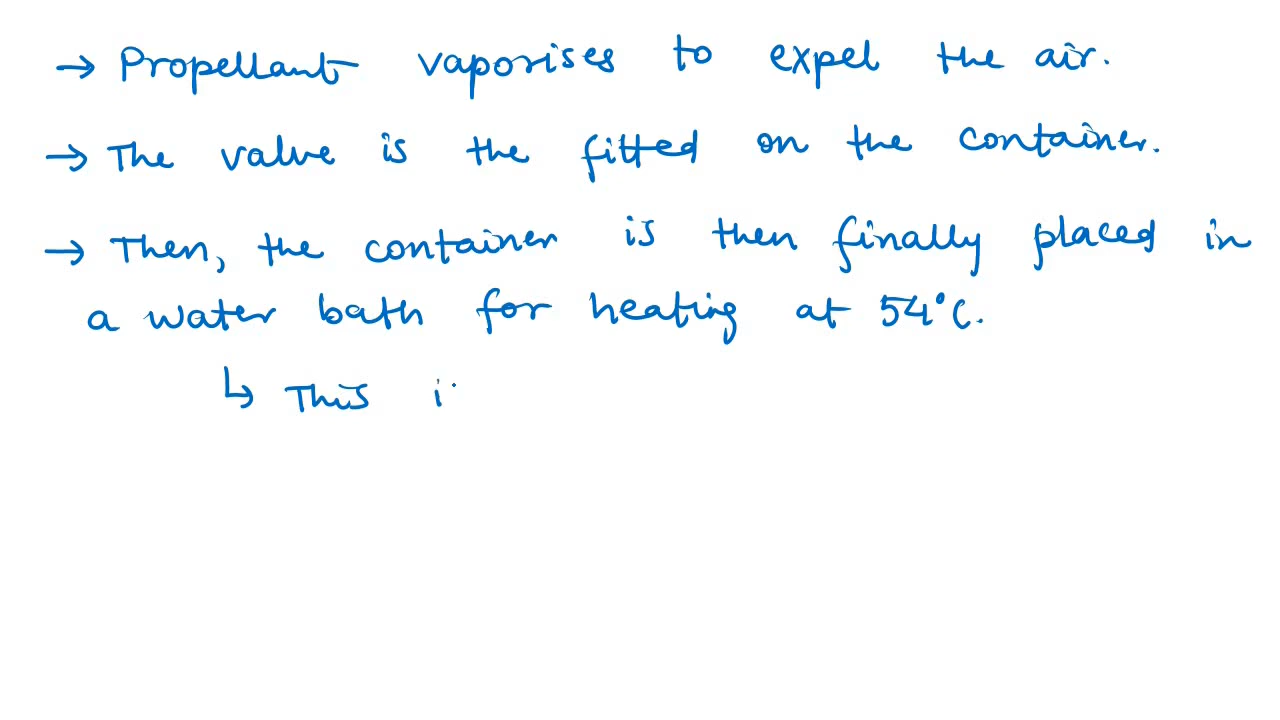 → Propellant vaporises to expel the air.
→ The valve is the fitted on the container.
→ Then, the container is then finally placed in
a water bath for heating at 54°C.
↳ This i